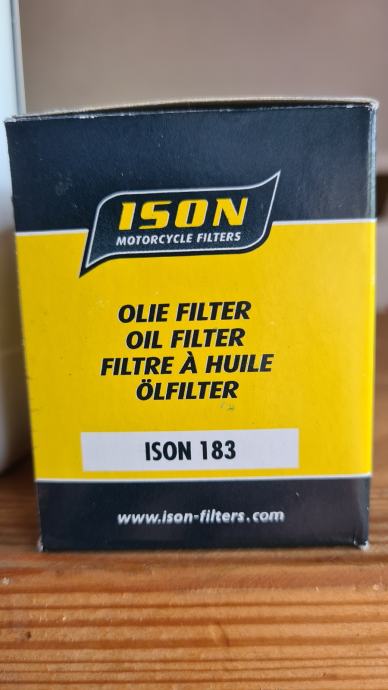 ISON
MOTORCYCLE FILTERS
OLIE FILTER
OIL FILTER
FILTRE À HUILE
ÖLFILTER
ISON 183
www.ison-filters.com